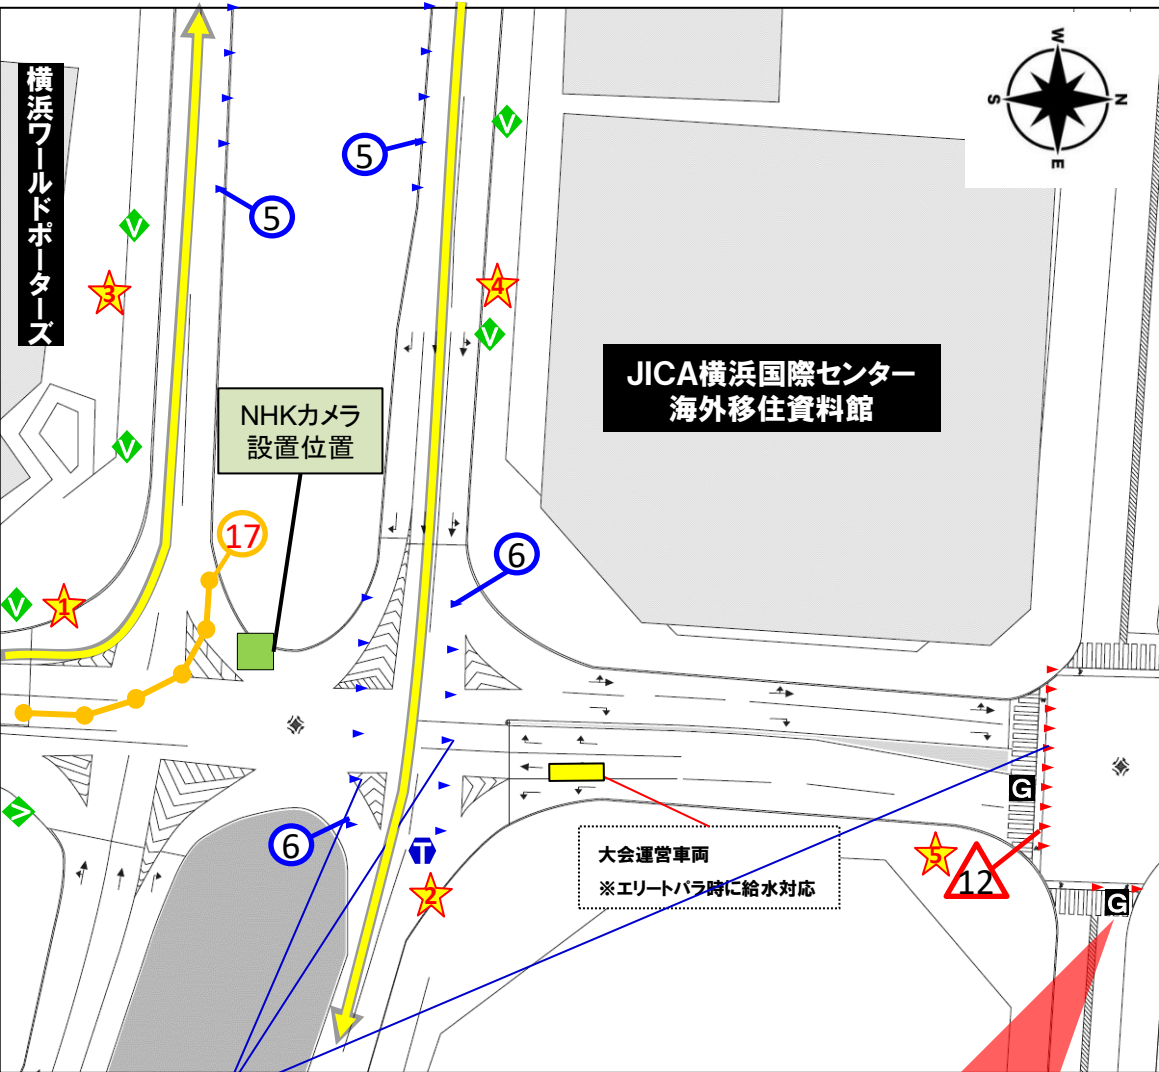 横浜ワールドポーターズ
W
S
N
E
V
5
5
V
3
4
V
JICA横浜国際センター
海外移住資料館
NHKカメラ
設置位置
V
17
6
V
1
G
V
6
T
大会運営車両
※エリートパラ時に給水対応
5
12
2
G